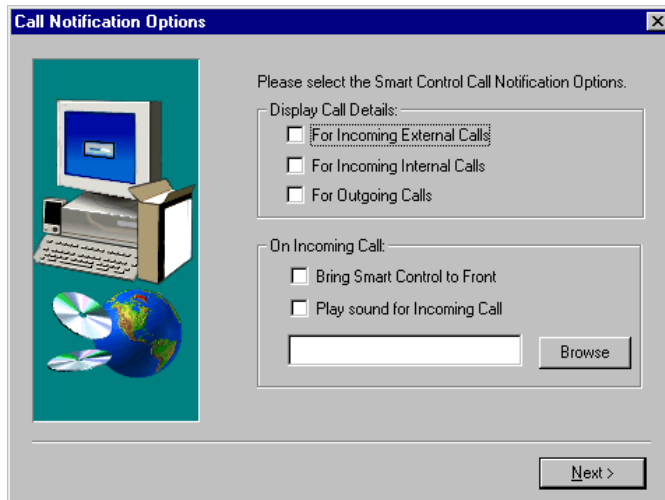 Call Notification Options
Please select the Smart Control Call Notification Options.
Display Call Details:
For Incoming External Calls
For Incoming Internal Calls
For Outgoing Calls
On Incoming Call:
Bring Smart Control to Front
Play sound for Incoming Call
Browse
Next >